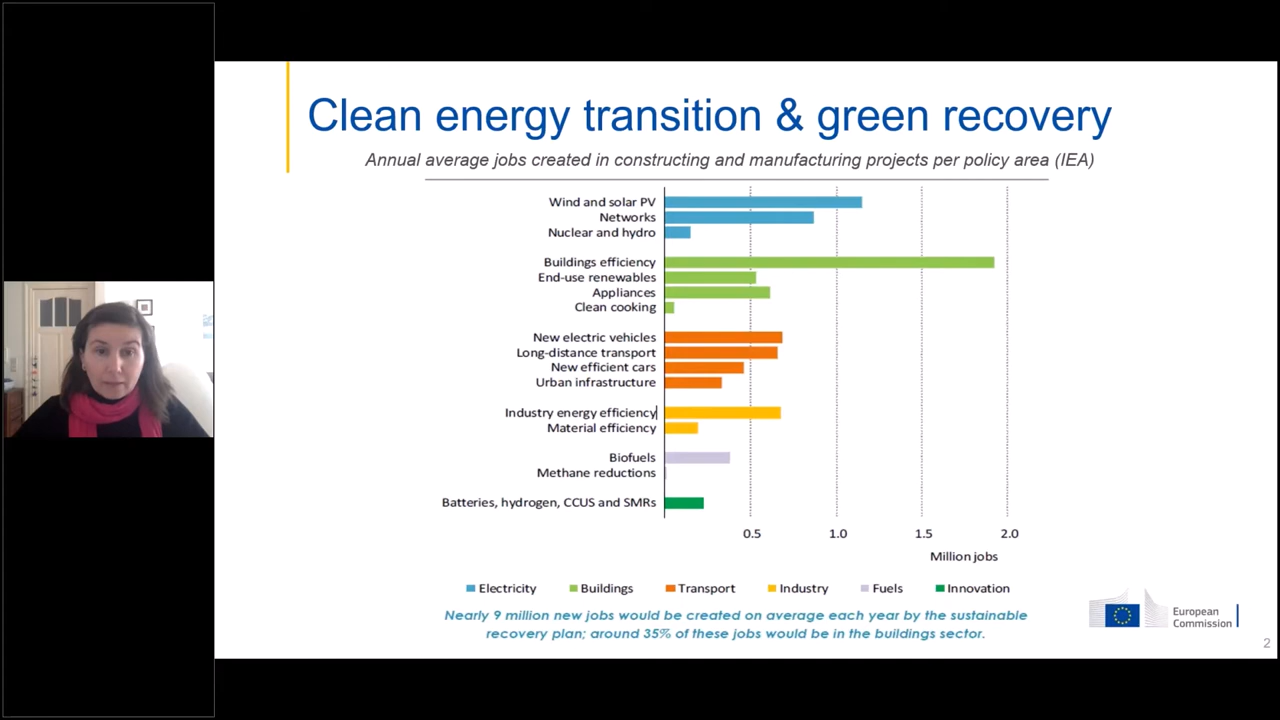 Clean energy transition & green recovery
Annual average jobs created in constructing and manufacturing projects per policy area (IEA)
Wind and solar PV
Networks
Nuclear and hydro
Buildings efficiency
End-use renewables
Appliances
Clean cooking
New electric vehicles
Long-distance transport
New efficient cars
Urban infrastructure
Industry energy efficiency
Material efficiency
Biofuels
Methane reductions
Batteries, hydrogen, CCUS and SMRs
0.5 1.0 1.5 2.0
Million jobs
Electricity Buildings Transport Industry Fuels Innovation
Nearly 9 million new jobs would be created on average each year by the sustainable
recovery plan; around 35% of these jobs would be in the buildings sector.
European
Commission
2